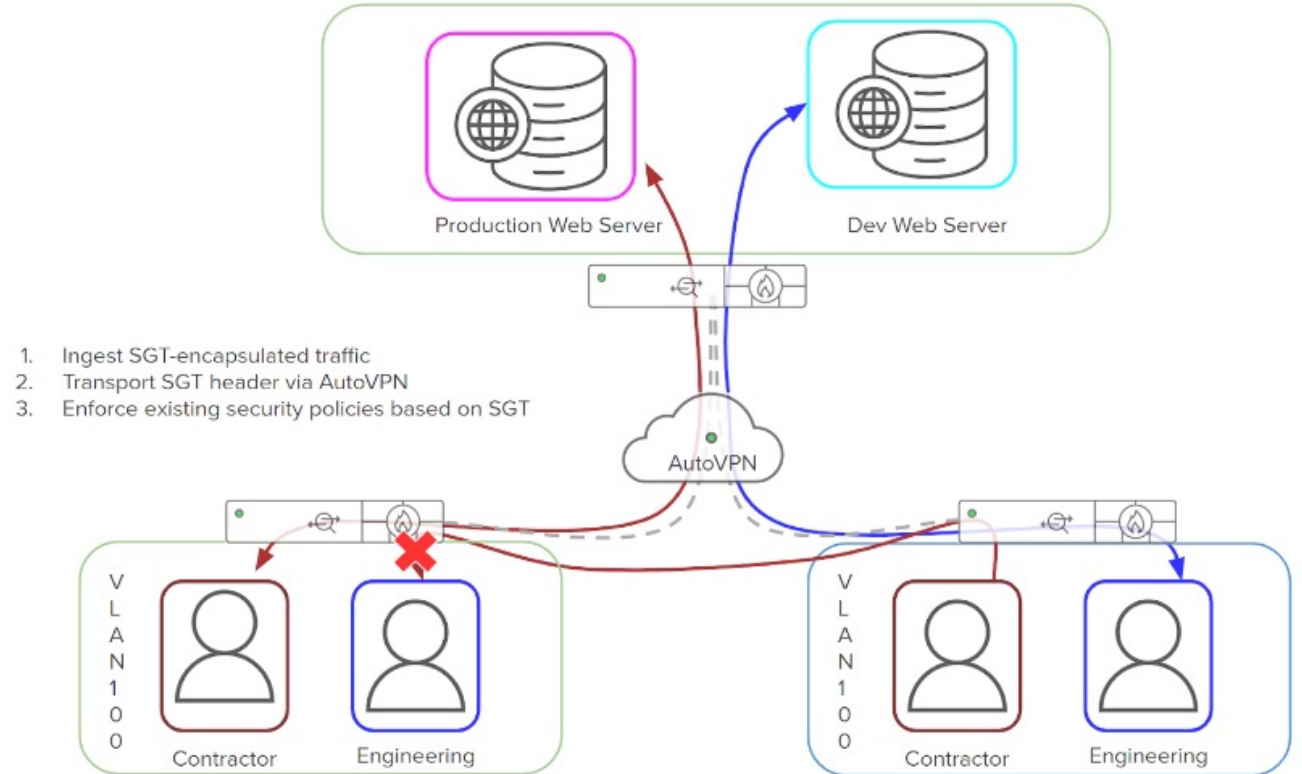 Production Web Server
Dev Web Server
1. Ingest SGT-encapsulated traffic
2. Transport SGT header via AutoVPN
3. Enforce existing security policies based on SGT
AutoVPN
VLAN100
Contractor
Engineering
VLAN100
Contractor
Engineering